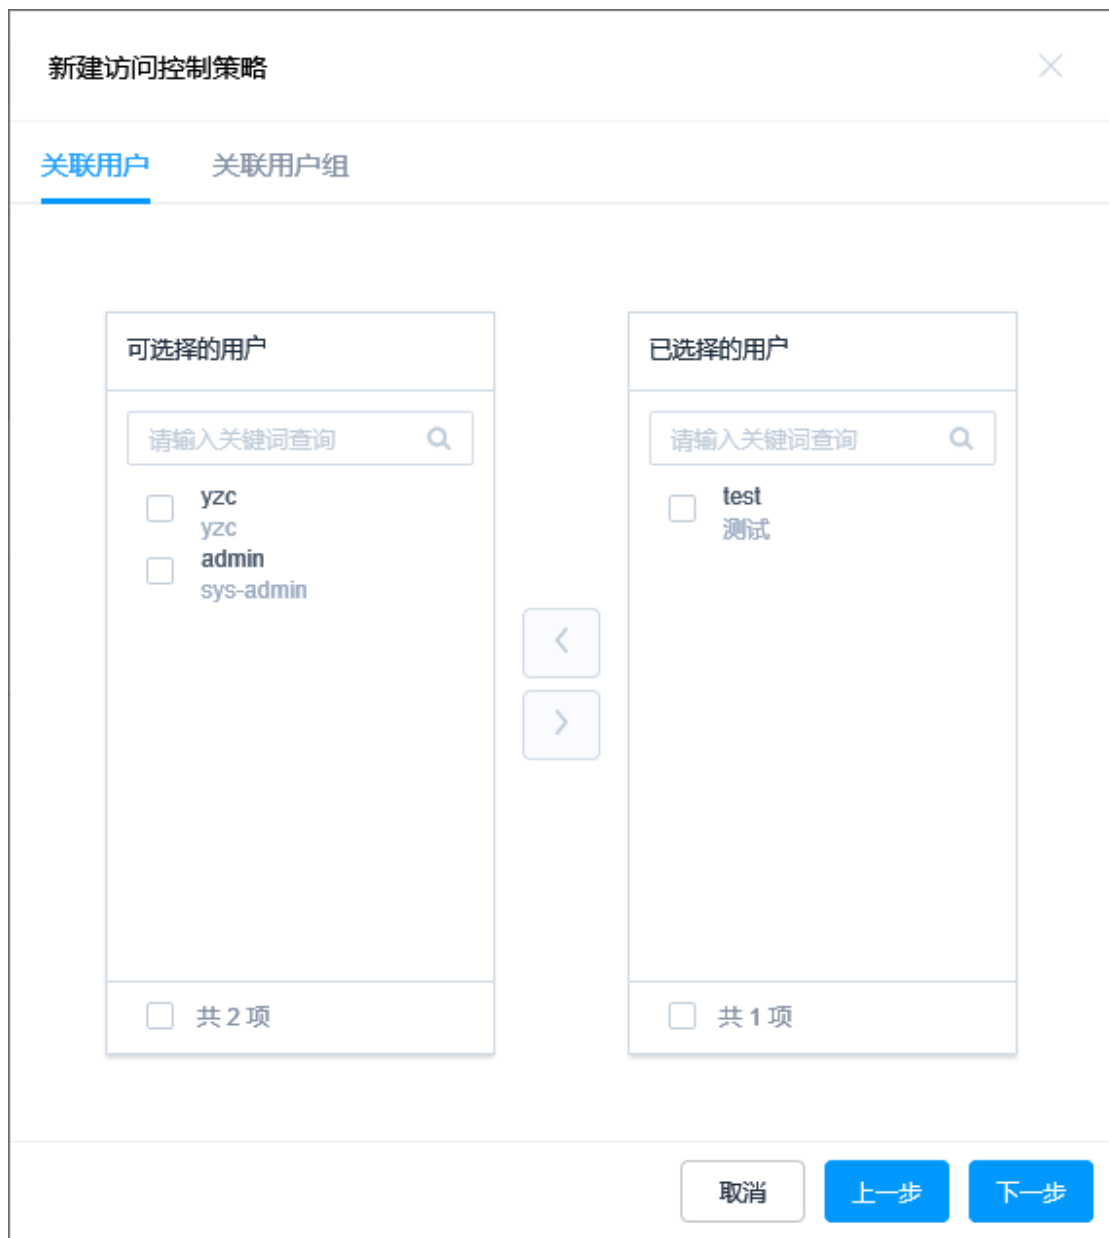 新建访问控制策略
关联用户 关联用户组
可选择的用户
请输入关键词查询
yzc
yzc
admin
sys-admin
共 2 项
已选择的用户
请输入关键词查询
test
测试
共 1 项
取消 上一步 下一步